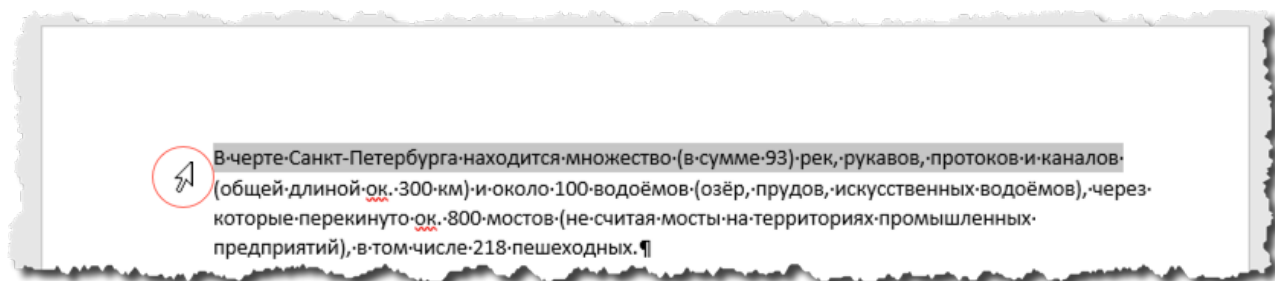 В·черте·Санкт-Петербурга·находится·множество·(в·сумме·93)·рек,·рукавов,·протоков·и·каналов·
(общей·длиной·ок.·300·км)·и·около·100·водоёмов·(озёр,·прудов,·искусственных·водоёмов),·через·
которые·перекинуто·ок.·800·мостов·(не·считая·мосты·на·территориях·промышленных·
предприятий),·в·том·числе·218·пешеходных.¶